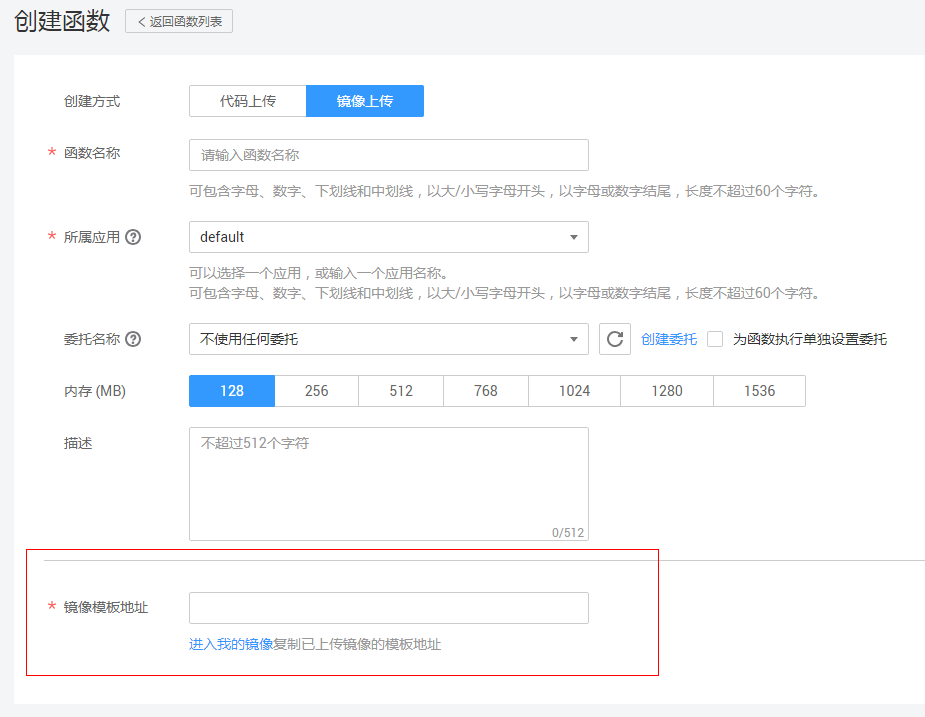 创建函数 < 返回函数列表
创建方式 代码上传 镜像上传
* 函数名称 请输入函数名称
可包含字母、数字、下划线和中划线，以大/小写字母开头，以字母或数字结尾，长度不超过60个字符。
* 所属应用 ? default
可以选择一个应用，或输入一个应用名称。
可包含字母、数字、下划线和中划线，以大/小写字母开头，以字母或数字结尾，长度不超过60个字符。
委托名称 ? 不使用任何委托 创建委托 为函数执行单独设置委托
内存 (MB) 128 256 512 768 1024 1280 1536
描述 不超过512个字符
0/512
* 镜像模板地址
进入我的镜像复制已上传镜像的模板地址